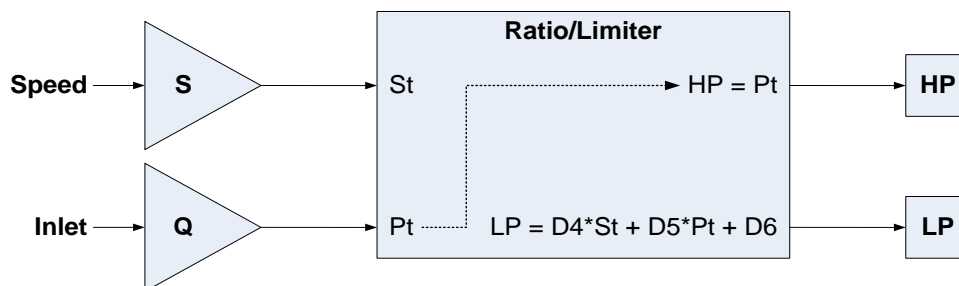 Ratio/Limiter
Speed
S
St
HP = Pt
HP
Inlet
Q
Pt
LP = D4*St + D5*Pt + D6
LP